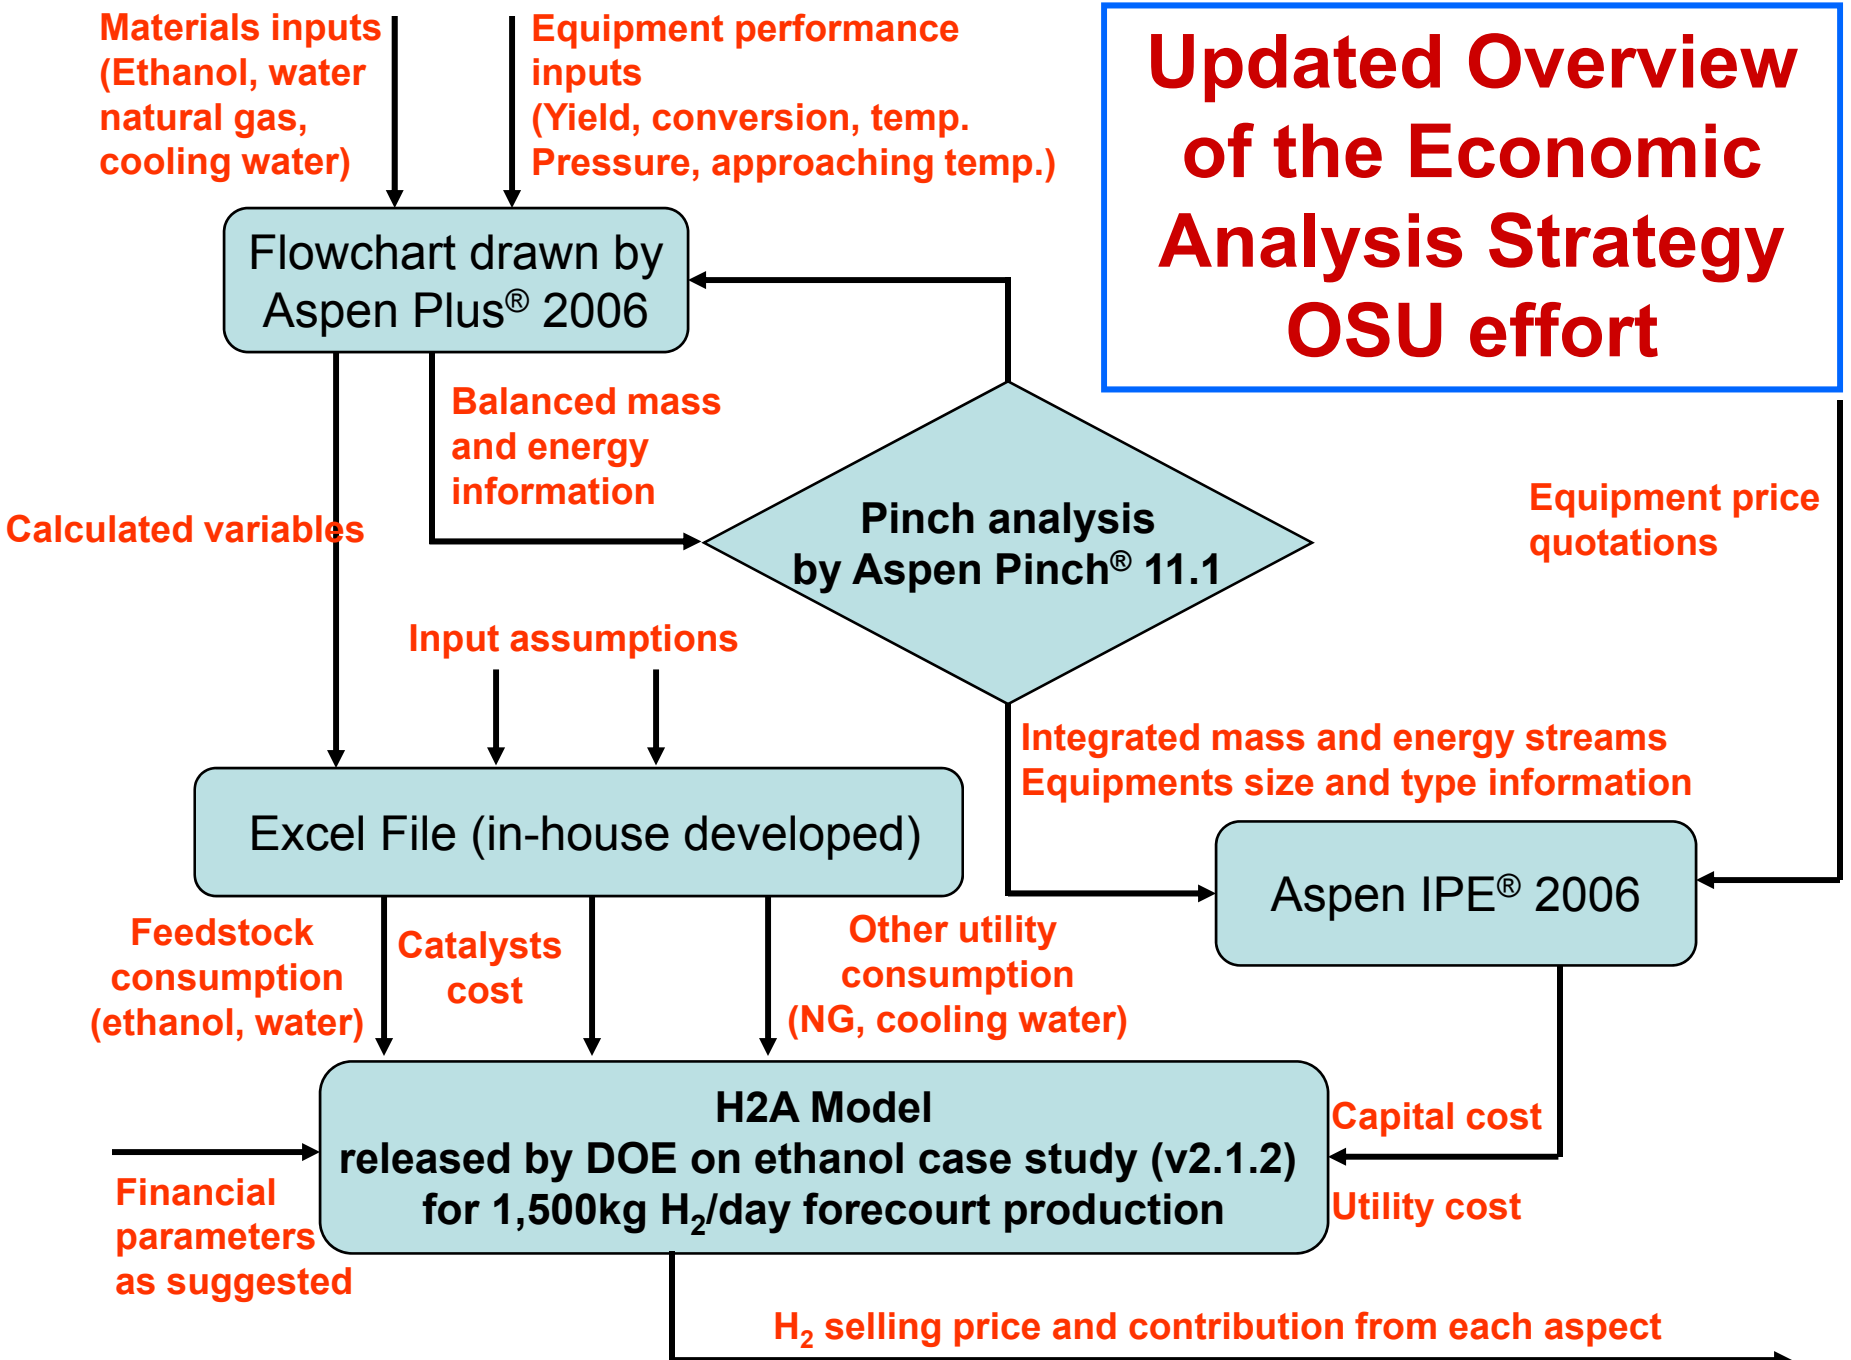 Materials inputs
(Ethanol, water
natural gas,
cooling water)
Equipment performance
inputs
(Yield, conversion, temp.
Pressure, approaching temp.)
Updated Overview
of the Economic
Analysis Strategy
OSU effort
Flowchart drawn by
Aspen Plus® 2006
Balanced mass
and energy
information
Calculated variables
Pinch analysis
by Aspen Pinch® 11.1
Equipment price
quotations
Input assumptions
Integrated mass and energy streams
Equipments size and type information
Excel File (in-house developed)
Aspen IPE® 2006
Feedstock
consumption
(ethanol, water)
Catalysts
cost
Other utility
consumption
(NG, cooling water)
H2A Model
released by DOE on ethanol case study (v2.1.2)
for 1,500kg H₂/day forecourt production
Capital cost
Utility cost
Financial
parameters
as suggested
H₂ selling price and contribution from each aspect